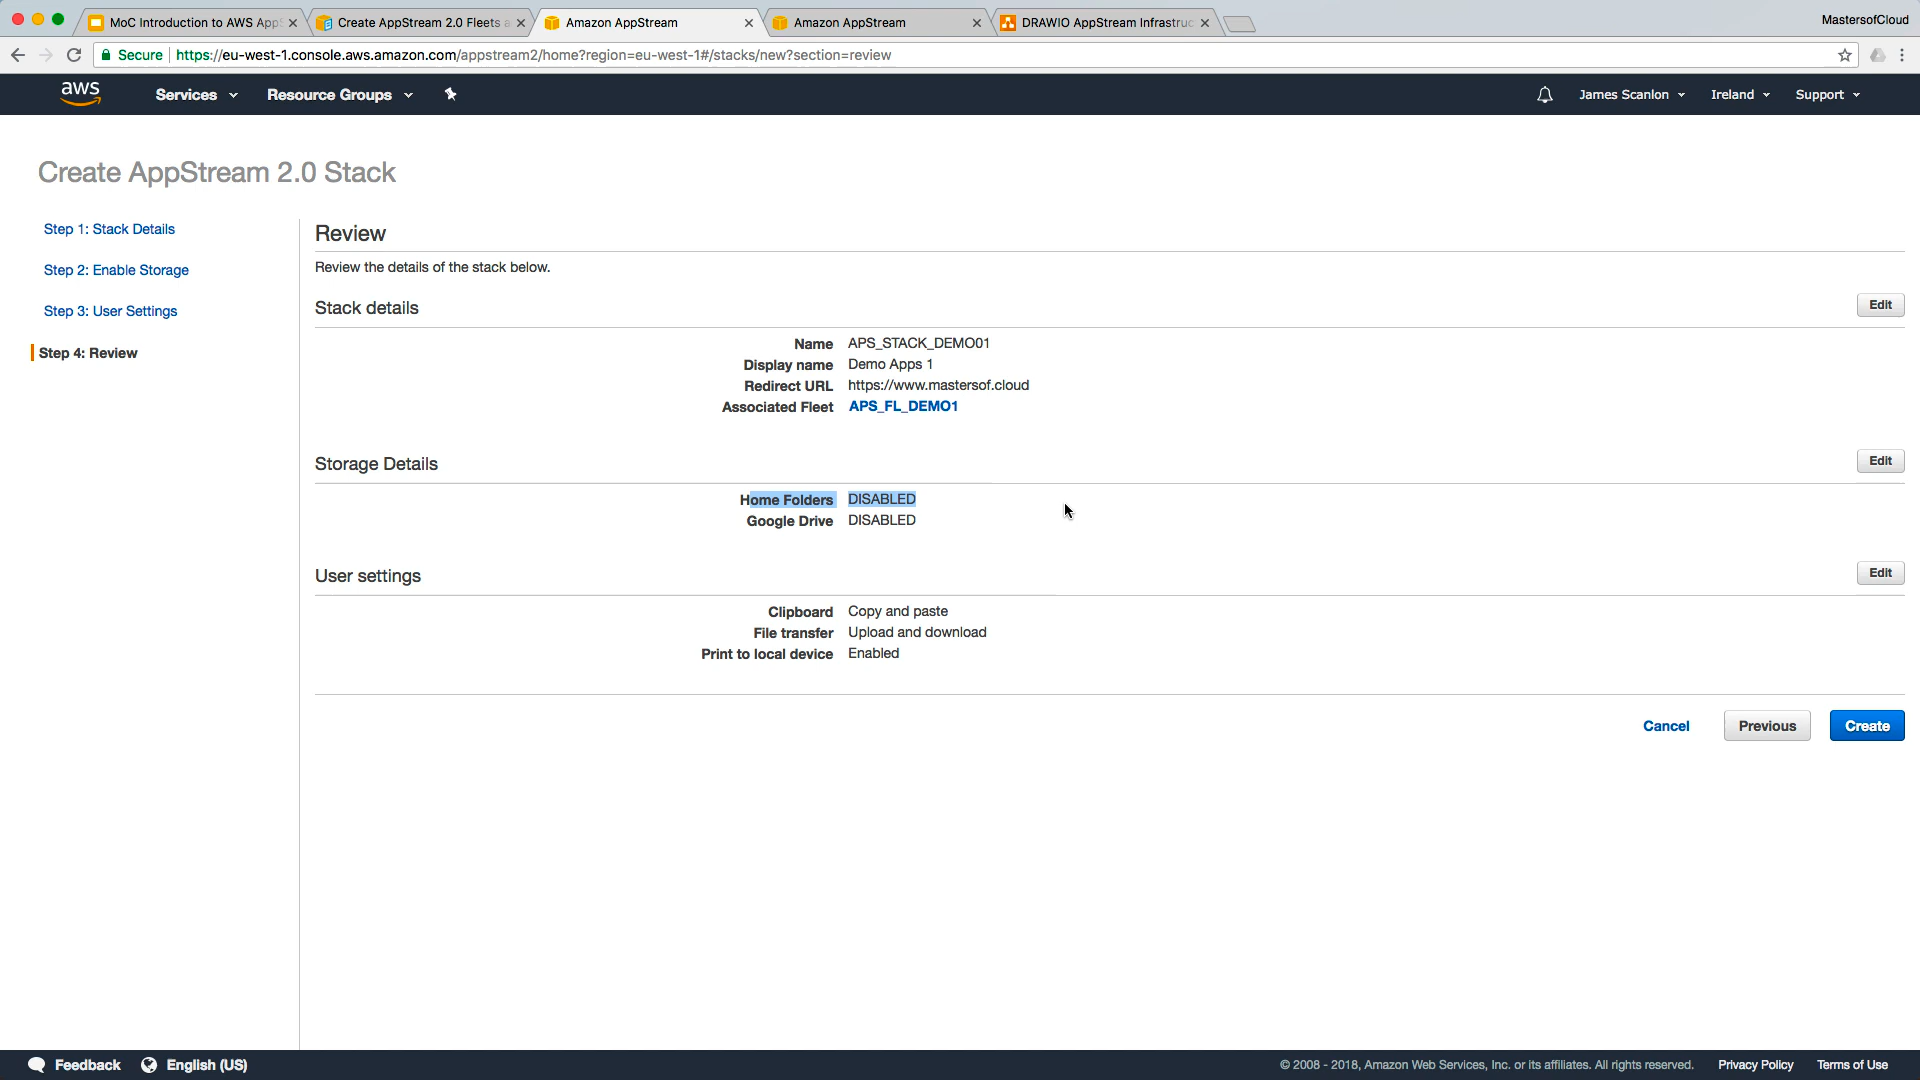 MoC Introduction to AWS App
Create AppStream 2.0 Fleets a
Amazon AppStream
Amazon AppStream
DRAWIO AppStream Infrastruc
MastersofCloud
Secure
https://eu-west-1.console.aws.amazon.com/appstream2/home?region=eu-west-1#/stacks/new?section=review
aws
Services
Resource Groups
James Scanlon
Ireland
Support
Create AppStream 2.0 Stack
Step 1: Stack Details
Step 2: Enable Storage
Step 3: User Settings
Step 4: Review
Review
Review the details of the stack below.
Stack details
Edit
Name APS_STACK_DEMO01
Display name Demo Apps 1
Redirect URL https://www.mastersof.cloud
Associated Fleet APS_FL_DEMO1
Storage Details
Edit
Home Folders DISABLED
Google Drive DISABLED
User settings
Edit
Clipboard Copy and paste
File transfer Upload and download
Print to local device Enabled
Cancel
Previous
Create
Feedback
English (US)
© 2008 - 2018, Amazon Web Services, Inc. or its affiliates. All rights reserved.
Privacy Policy
Terms of Use